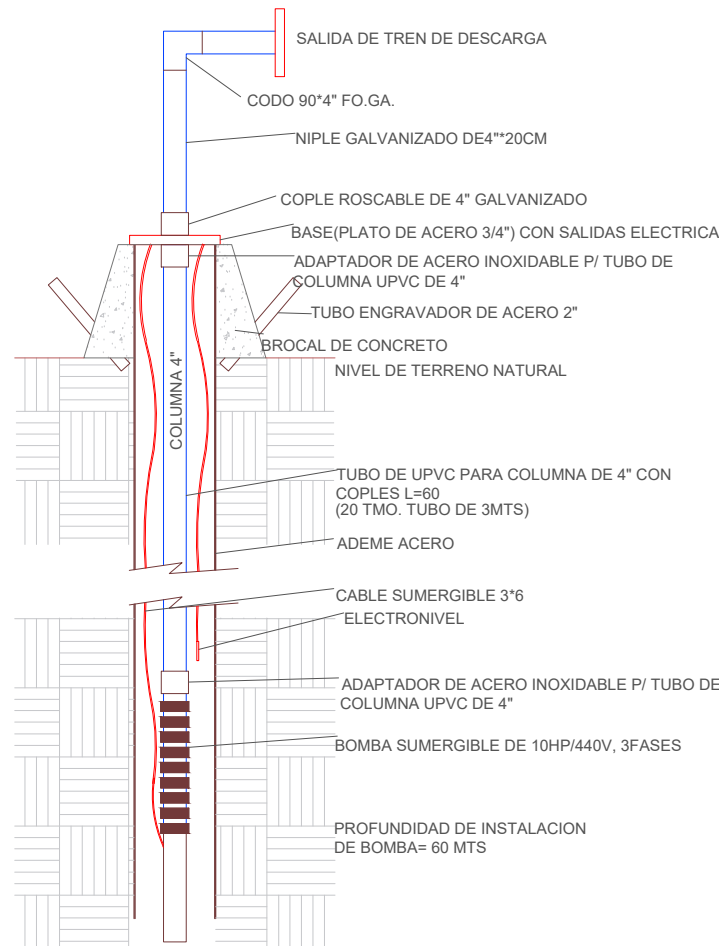 SALIDA DE TREN DE DESCARGA
CODO 90*4" FO.GA.
NIPLE GALVANIZADO DE4"*20CM
COPLE ROSCABLE DE 4" GALVANIZADO
BASE(PLATO DE ACERO 3/4") CON SALIDAS ELECTRICA
ADAPTADOR DE ACERO INOXIDABLE P/ TUBO DE
COLUMNA UPVC DE 4"
TUBO ENGRAVADOR DE ACERO 2"
BROCAL DE CONCRETO
NIVEL DE TERRENO NATURAL
COLUMNA 4"
TUBO DE UPVC PARA COLUMNA DE 4" CON
COPLES L=60
(20 TMO. TUBO DE 3MTS)
ADEME ACERO
CABLE SUMERGIBLE 3*6
ELECTRONIVEL
ADAPTADOR DE ACERO INOXIDABLE P/ TUBO DE
COLUMNA UPVC DE 4"
BOMBA SUMERGIBLE DE 10HP/440V, 3FASES
PROFUNDIDAD DE INSTALACION
DE BOMBA= 60 MTS